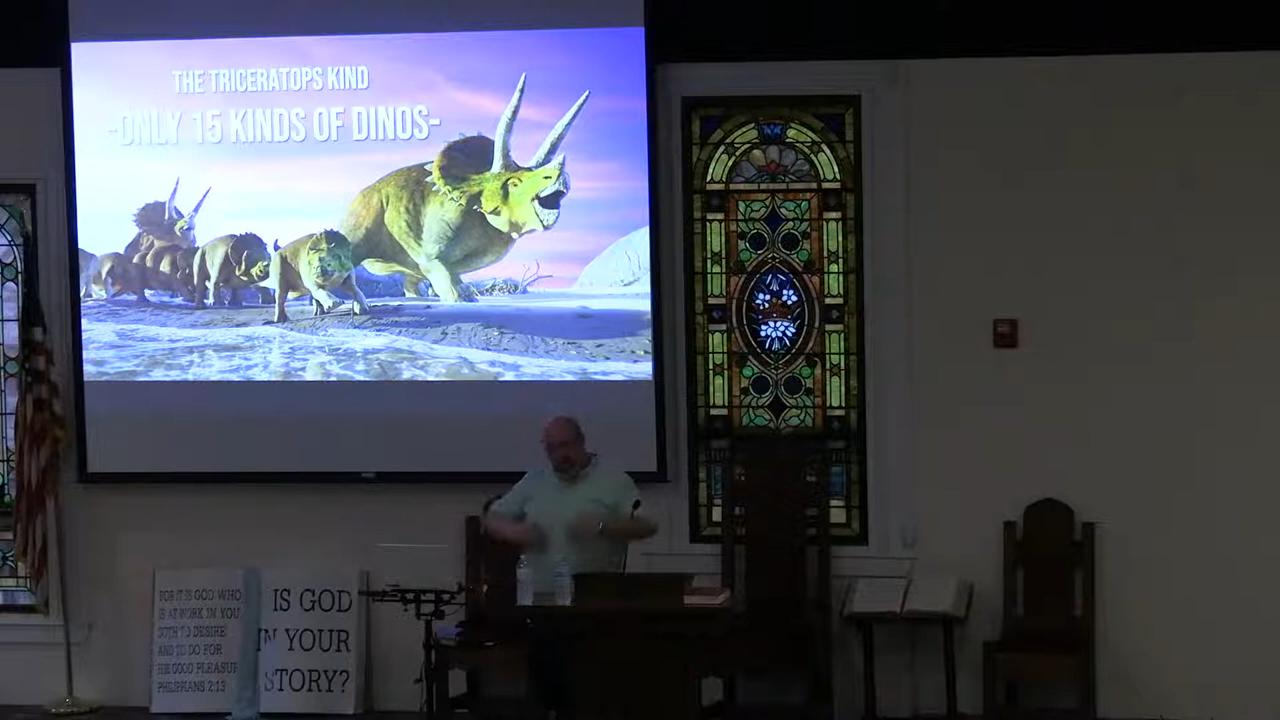 THE TRICERATOPS KIND
-ONLY 15 KINDS OF DINOS-
FOR IT IS GOD WHO
IS AT WORK IN YOU
BOTH TO DESIRE
AND TO DO FOR
HIS GOOD PLEASUR
PHILIPPIANS 2:13
IS GOD
IN YOUR
STORY?